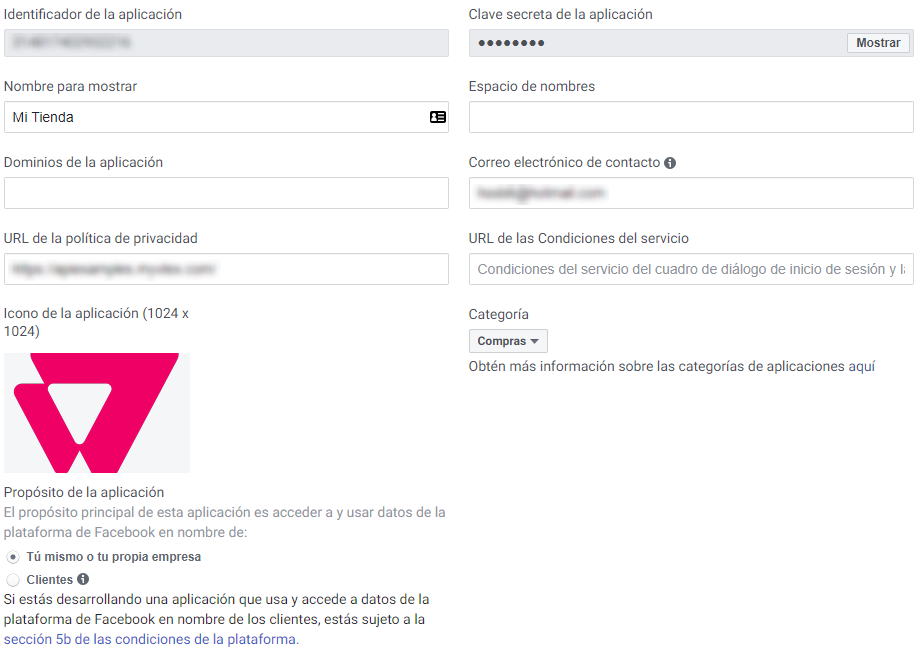 Identificador de la aplicación
Clave secreta de la aplicación
●●●●●●●●
Mostrar
Nombre para mostrar
Mi Tienda
Espacio de nombres
Dominios de la aplicación
Correo electrónico de contacto
URL de la política de privacidad
URL de las Condiciones del servicio
Condiciones del servicio del cuadro de diálogo de inicio de sesión y
Icono de la aplicación (1024 x
1024)
Categoría
Compras
Obtén más información sobre las categorías de aplicaciones aquí
Propósito de la aplicación
El propósito principal de esta aplicación es acceder a y usar datos de la
plataforma de Facebook en nombre de:
Tú mismo o tu propia empresa
Clientes
Si estás desarrollando una aplicación que usa y accede a datos de la
plataforma de Facebook en nombre de los clientes, estás sujeto a la
sección 5b de las condiciones de la plataforma.